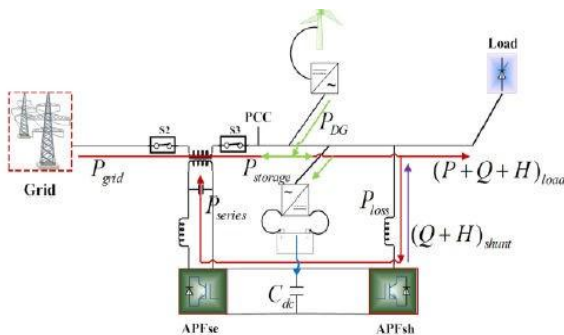 Load
S2
S3
PCC
P_DG
Grid
P_grid
P_storage
(P+Q+H)_load
P_series
P_loss
(Q+H)_shunt
C_dc
APFse
APFsh
~
~